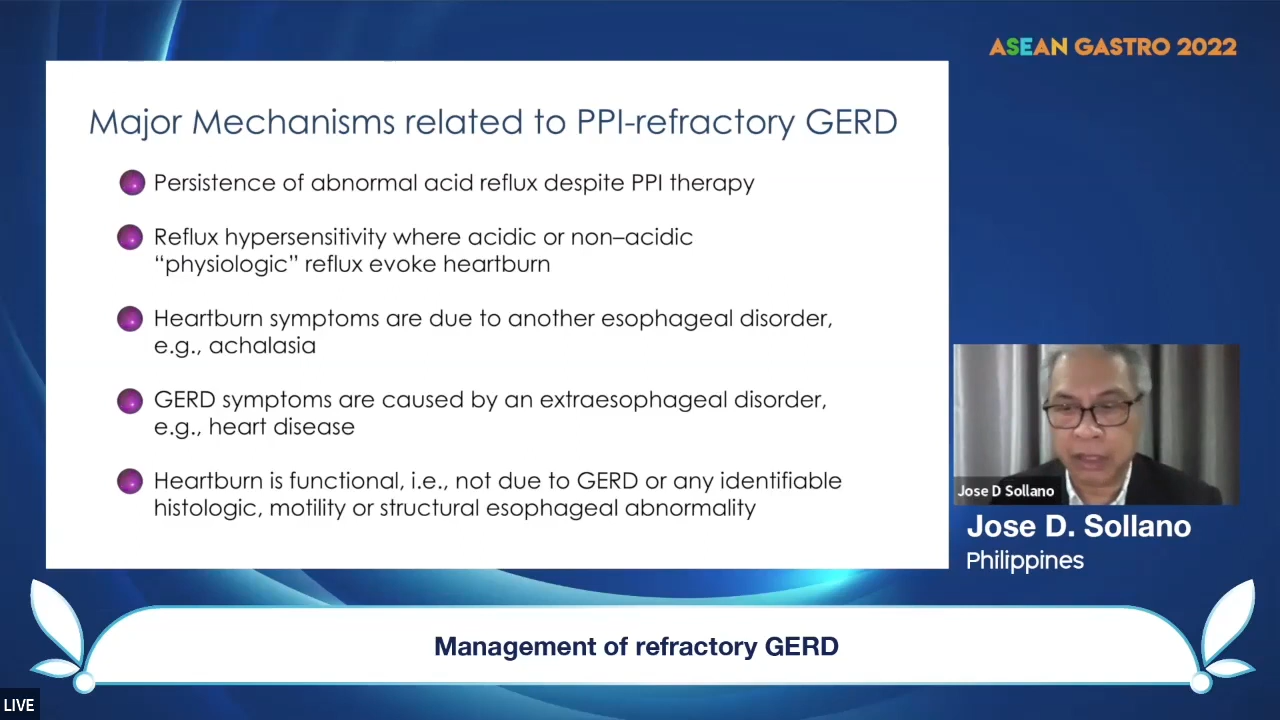 ASEAN GASTRO 2022
Major Mechanisms related to PPI-refractory GERD
Persistence of abnormal acid reflux despite PPI therapy
Reflux hypersensitivity where acidic or non–acidic
“physiologic” reflux evoke heartburn
Heartburn symptoms are due to another esophageal disorder,
e.g., achalasia
GERD symptoms are caused by an extraesophageal disorder,
e.g., heart disease
Heartburn is functional, i.e., not due to GERD or any identifiable
histologic, motility or structural esophageal abnormality
Jose D Sollano
Jose D. Sollano
Philippines
Management of refractory GERD
LIVE